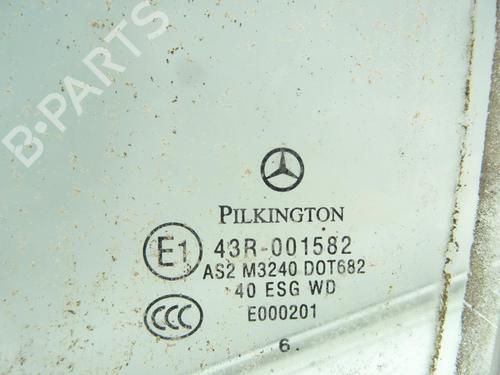 B-PARTS
PILKINGTON
E1 43R-001582
AS2 M3240 DOT682
40 ESG WD
CCC E000201
6.